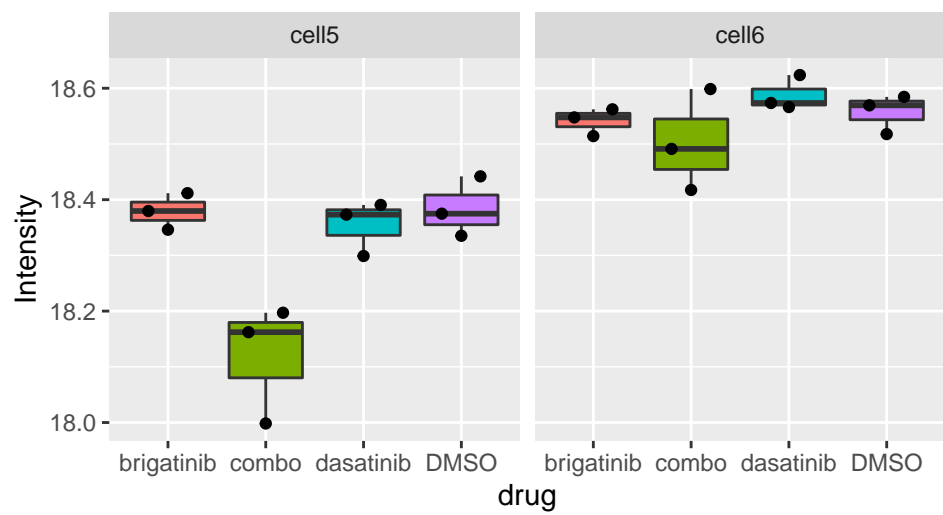 cell5 cell6
18.6
18.4
18.2
18.0
Intensity
brigatinib combo dasatinib DMSO brigatinib combo dasatinib DMSO
drug